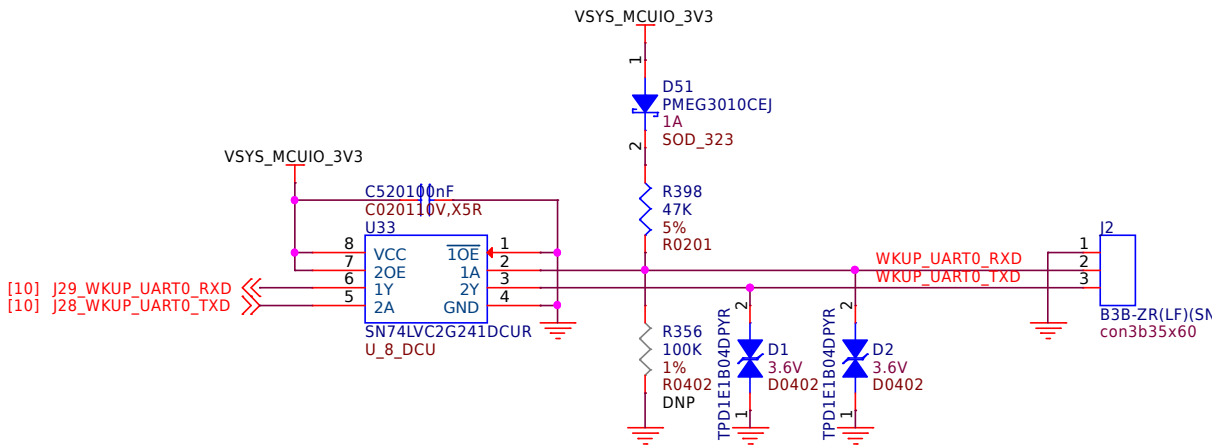 VSYS_MCUIO_3V3
1
D51
PMEG3010CEJ
1A
SOD_323
2
VSYS_MCUIO_3V3
C520100nF
C020110V,X5R
U33
R398
47K
5%
R0201
8 VCC 1OE 1
7 2OE 1A 2
6 1Y 2Y 3
5 2A GND 4
[10] J29_WKUP_UART0_RXD
[10] J28_WKUP_UART0_TXD
SN74LVC2G241DCUR
U_8_DCU
WKUP_UART0_RXD
WKUP_UART0_TXD
J2
1
2
3
B3B-ZR(LF)(SN
con3b35x60
R356
100K
1%
R0402
DNP
TPD1E1B04DPYR
2
1
D1
3.6V
D0402
TPD1E1B04DPYR
2
1
D2
3.6V
D0402